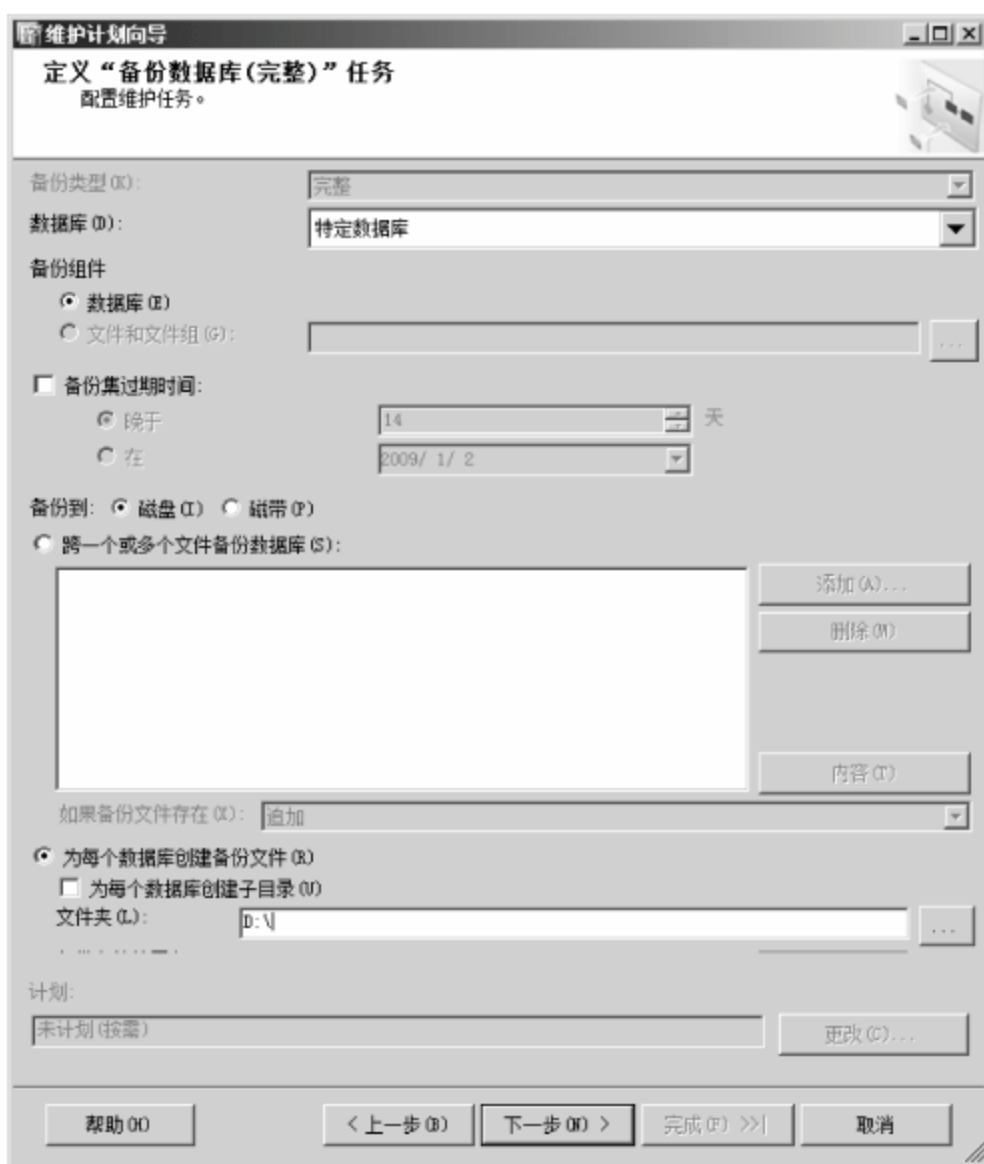 维护计划向导
定义“备份数据库(完整)”任务
配置维护任务。
备份类型(K): 完整
数据库(D): 特定数据库
备份组件
数据库(E)
文件和文件组(G): ...
备份集过期时间:
晚于 14 天
在 2009/ 1/ 2
备份到: 磁盘(I) 磁带(P)
跨一个或多个文件备份数据库(S):
添加(A)...
删除(M)
内容(T)
如果备份文件存在(X): 追加
为每个数据库创建备份文件(R)
为每个数据库创建子目录(U)
文件夹(L): D:\ ...
计划:
未计划(按需) 更改(C)...
帮助(H) < 上一步(B) 下一步(N) > 完成(F) >>| 取消